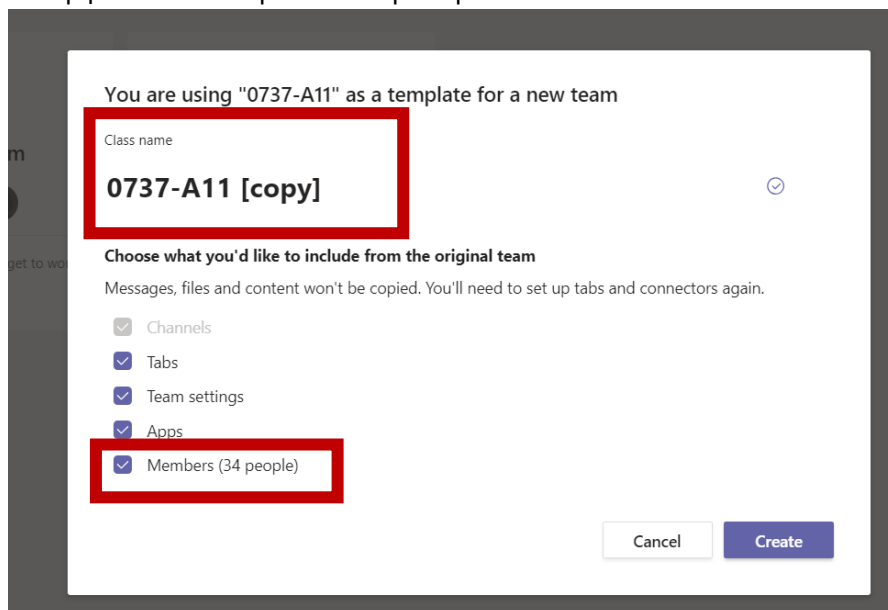 You are using "0737-A11" as a template for a new team
Class name
0737-A11 [copy]
Choose what you'd like to include from the original team
Messages, files and content won't be copied. You'll need to set up tabs and connectors again.
Channels
Tabs
Team settings
Apps
Members (34 people)
Cancel
Create
m
get to wo